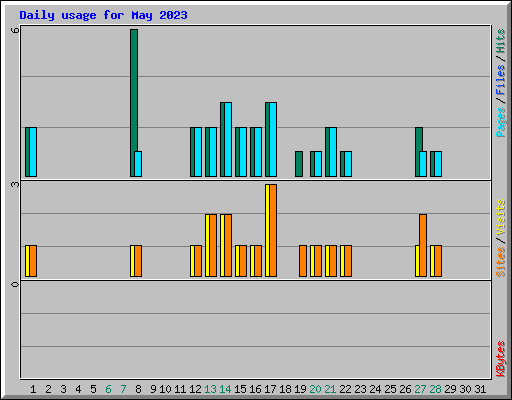 Daily usage for May 2023
6
3
0
Pages / Files / Hits
Sites / Visits
KBytes
1 2 3 4 5 6 7 8 9 10 11 12 13 14 15 16 17 18 19 20 21 22 23 24 25 26 27 28 29 30 31